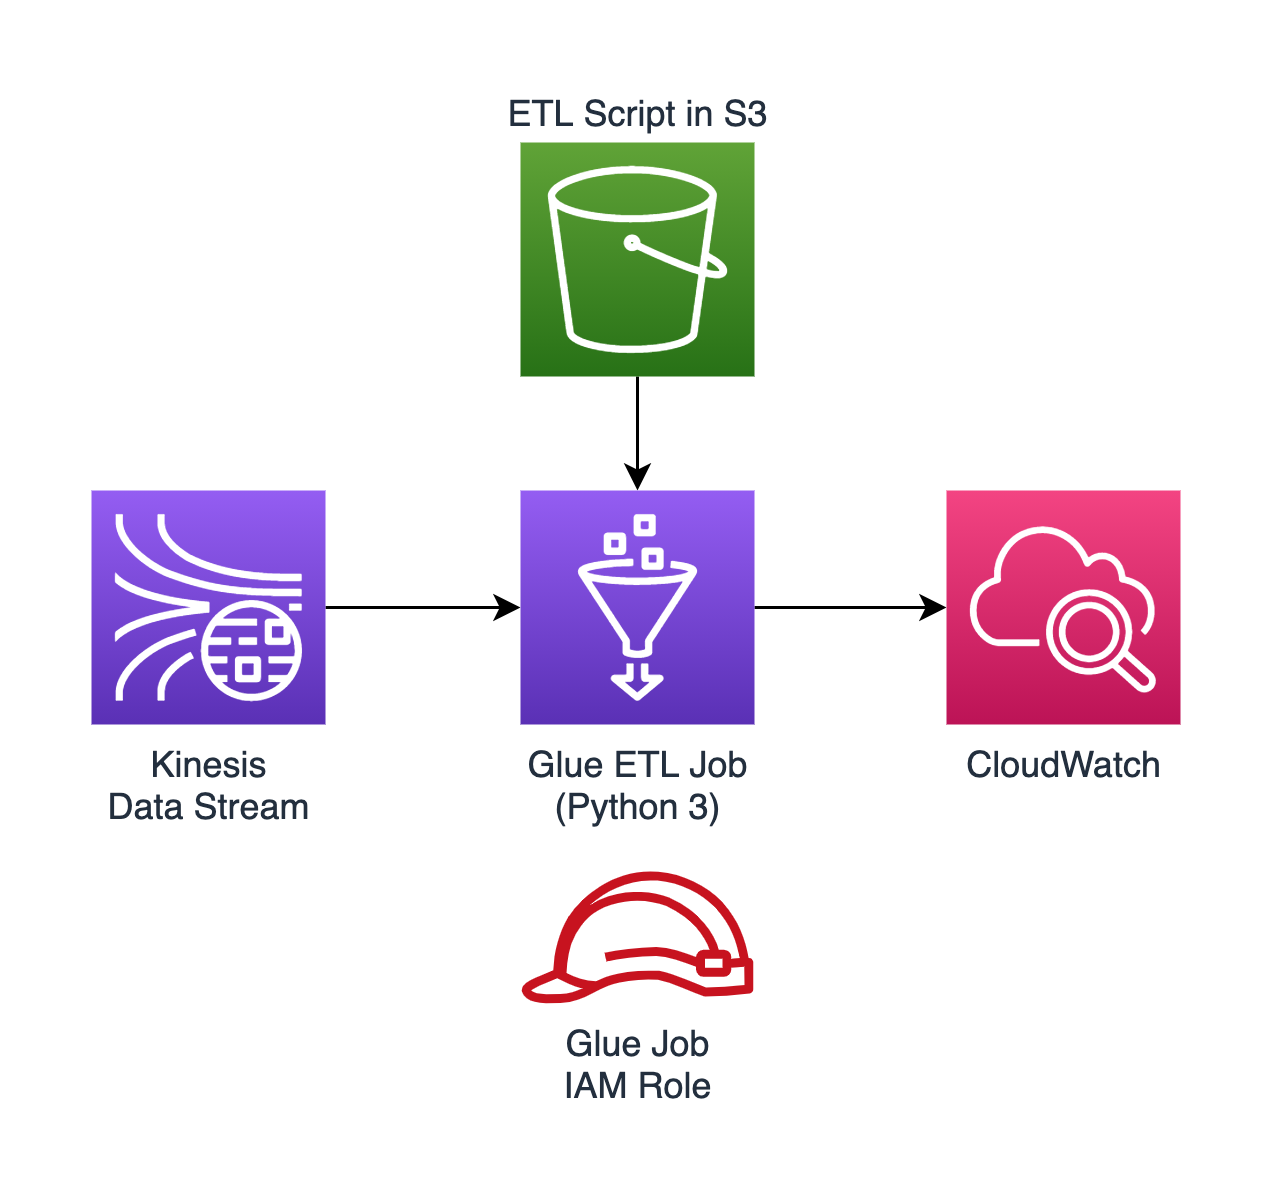 ETL Script in S3
Kinesis
Data Stream
Glue ETL Job
(Python 3)
CloudWatch
Glue Job
IAM Role